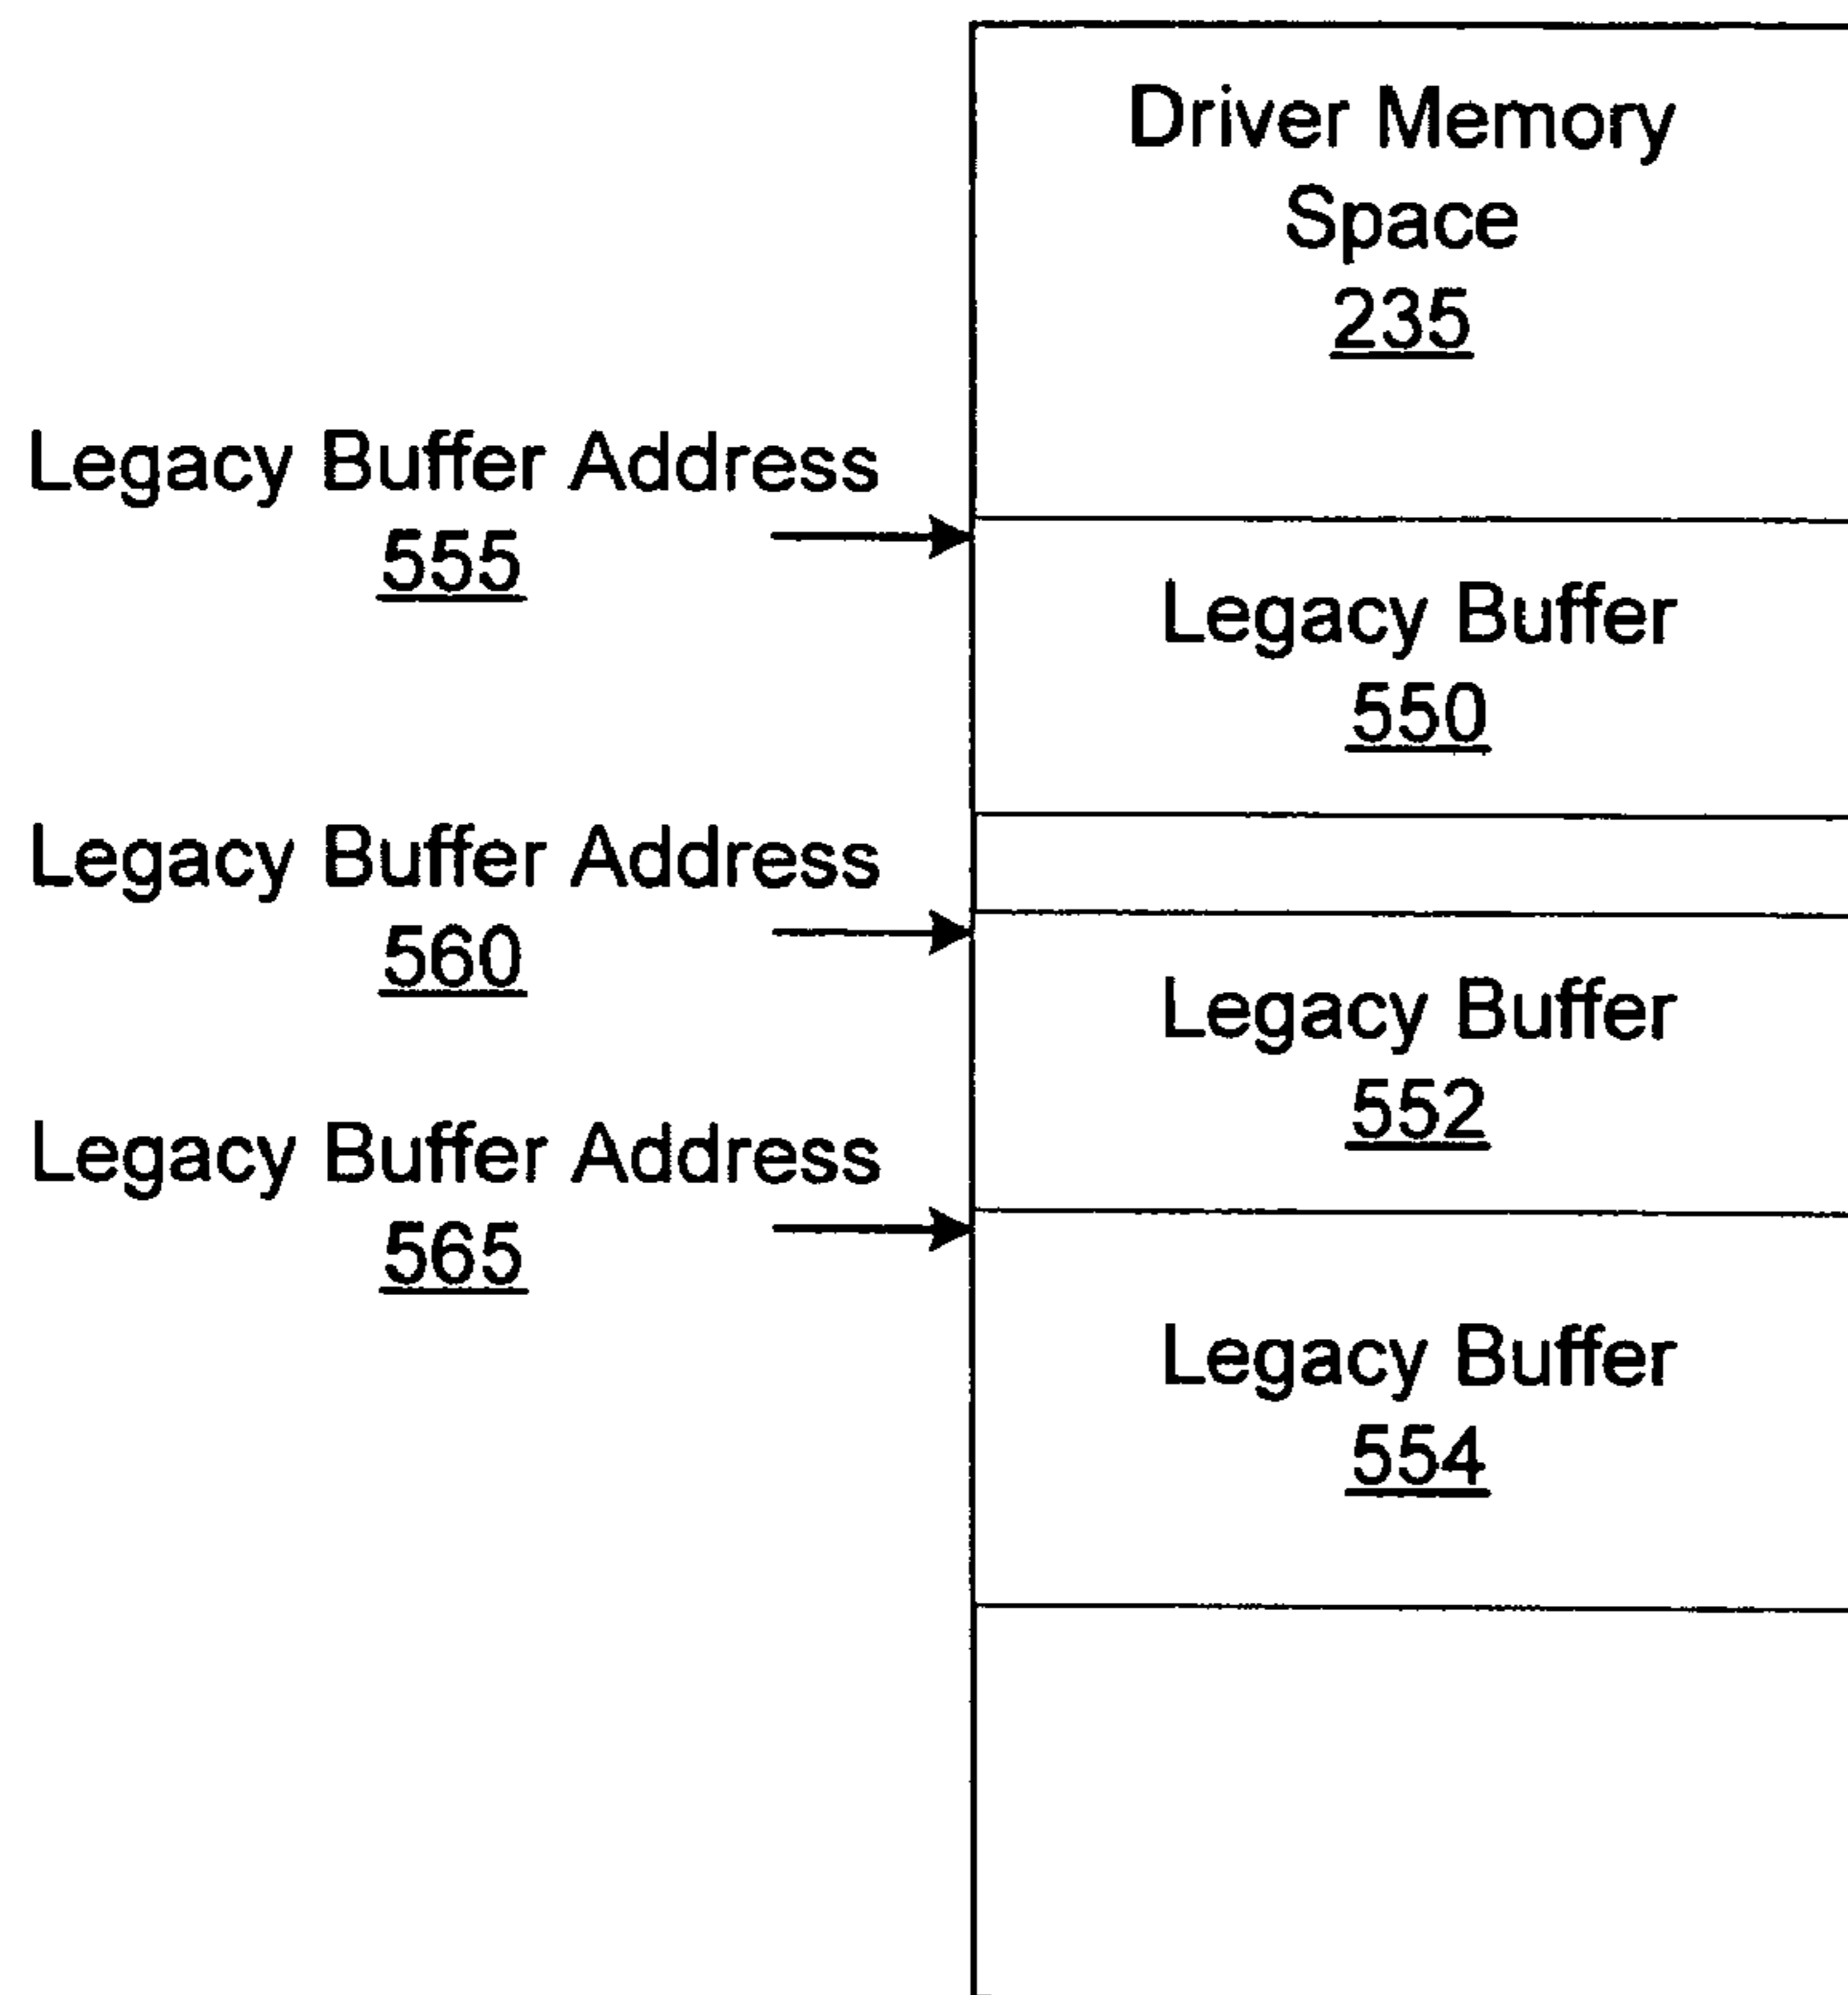 Driver Memory
Space
235
Legacy Buffer Address
555
Legacy Buffer
550
Legacy Buffer Address
560
Legacy Buffer
552
Legacy Buffer Address
565
Legacy Buffer
554